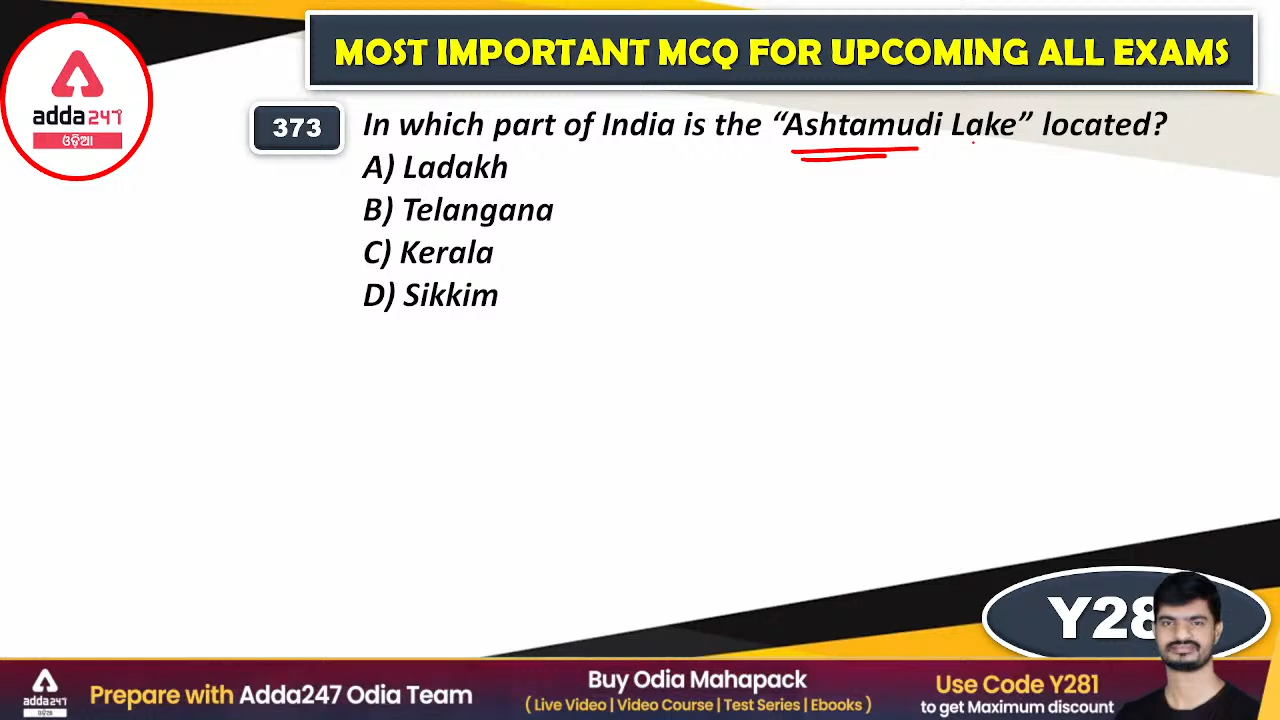 MOST IMPORTANT MCQ FOR UPCOMING ALL EXAMS
adda247
ଓଡ଼ିଆ
373
In which part of India is the “Ashtamudi Lake” located?
A) Ladakh
B) Telangana
C) Kerala
D) Sikkim
Y28
adda247
ଓଡ଼ିଆ
Prepare with Adda247 Odia Team
Buy Odia Mahapack
( Live Video | Video Course | Test Series | Ebooks )
Use Code Y281
to get Maximum discount